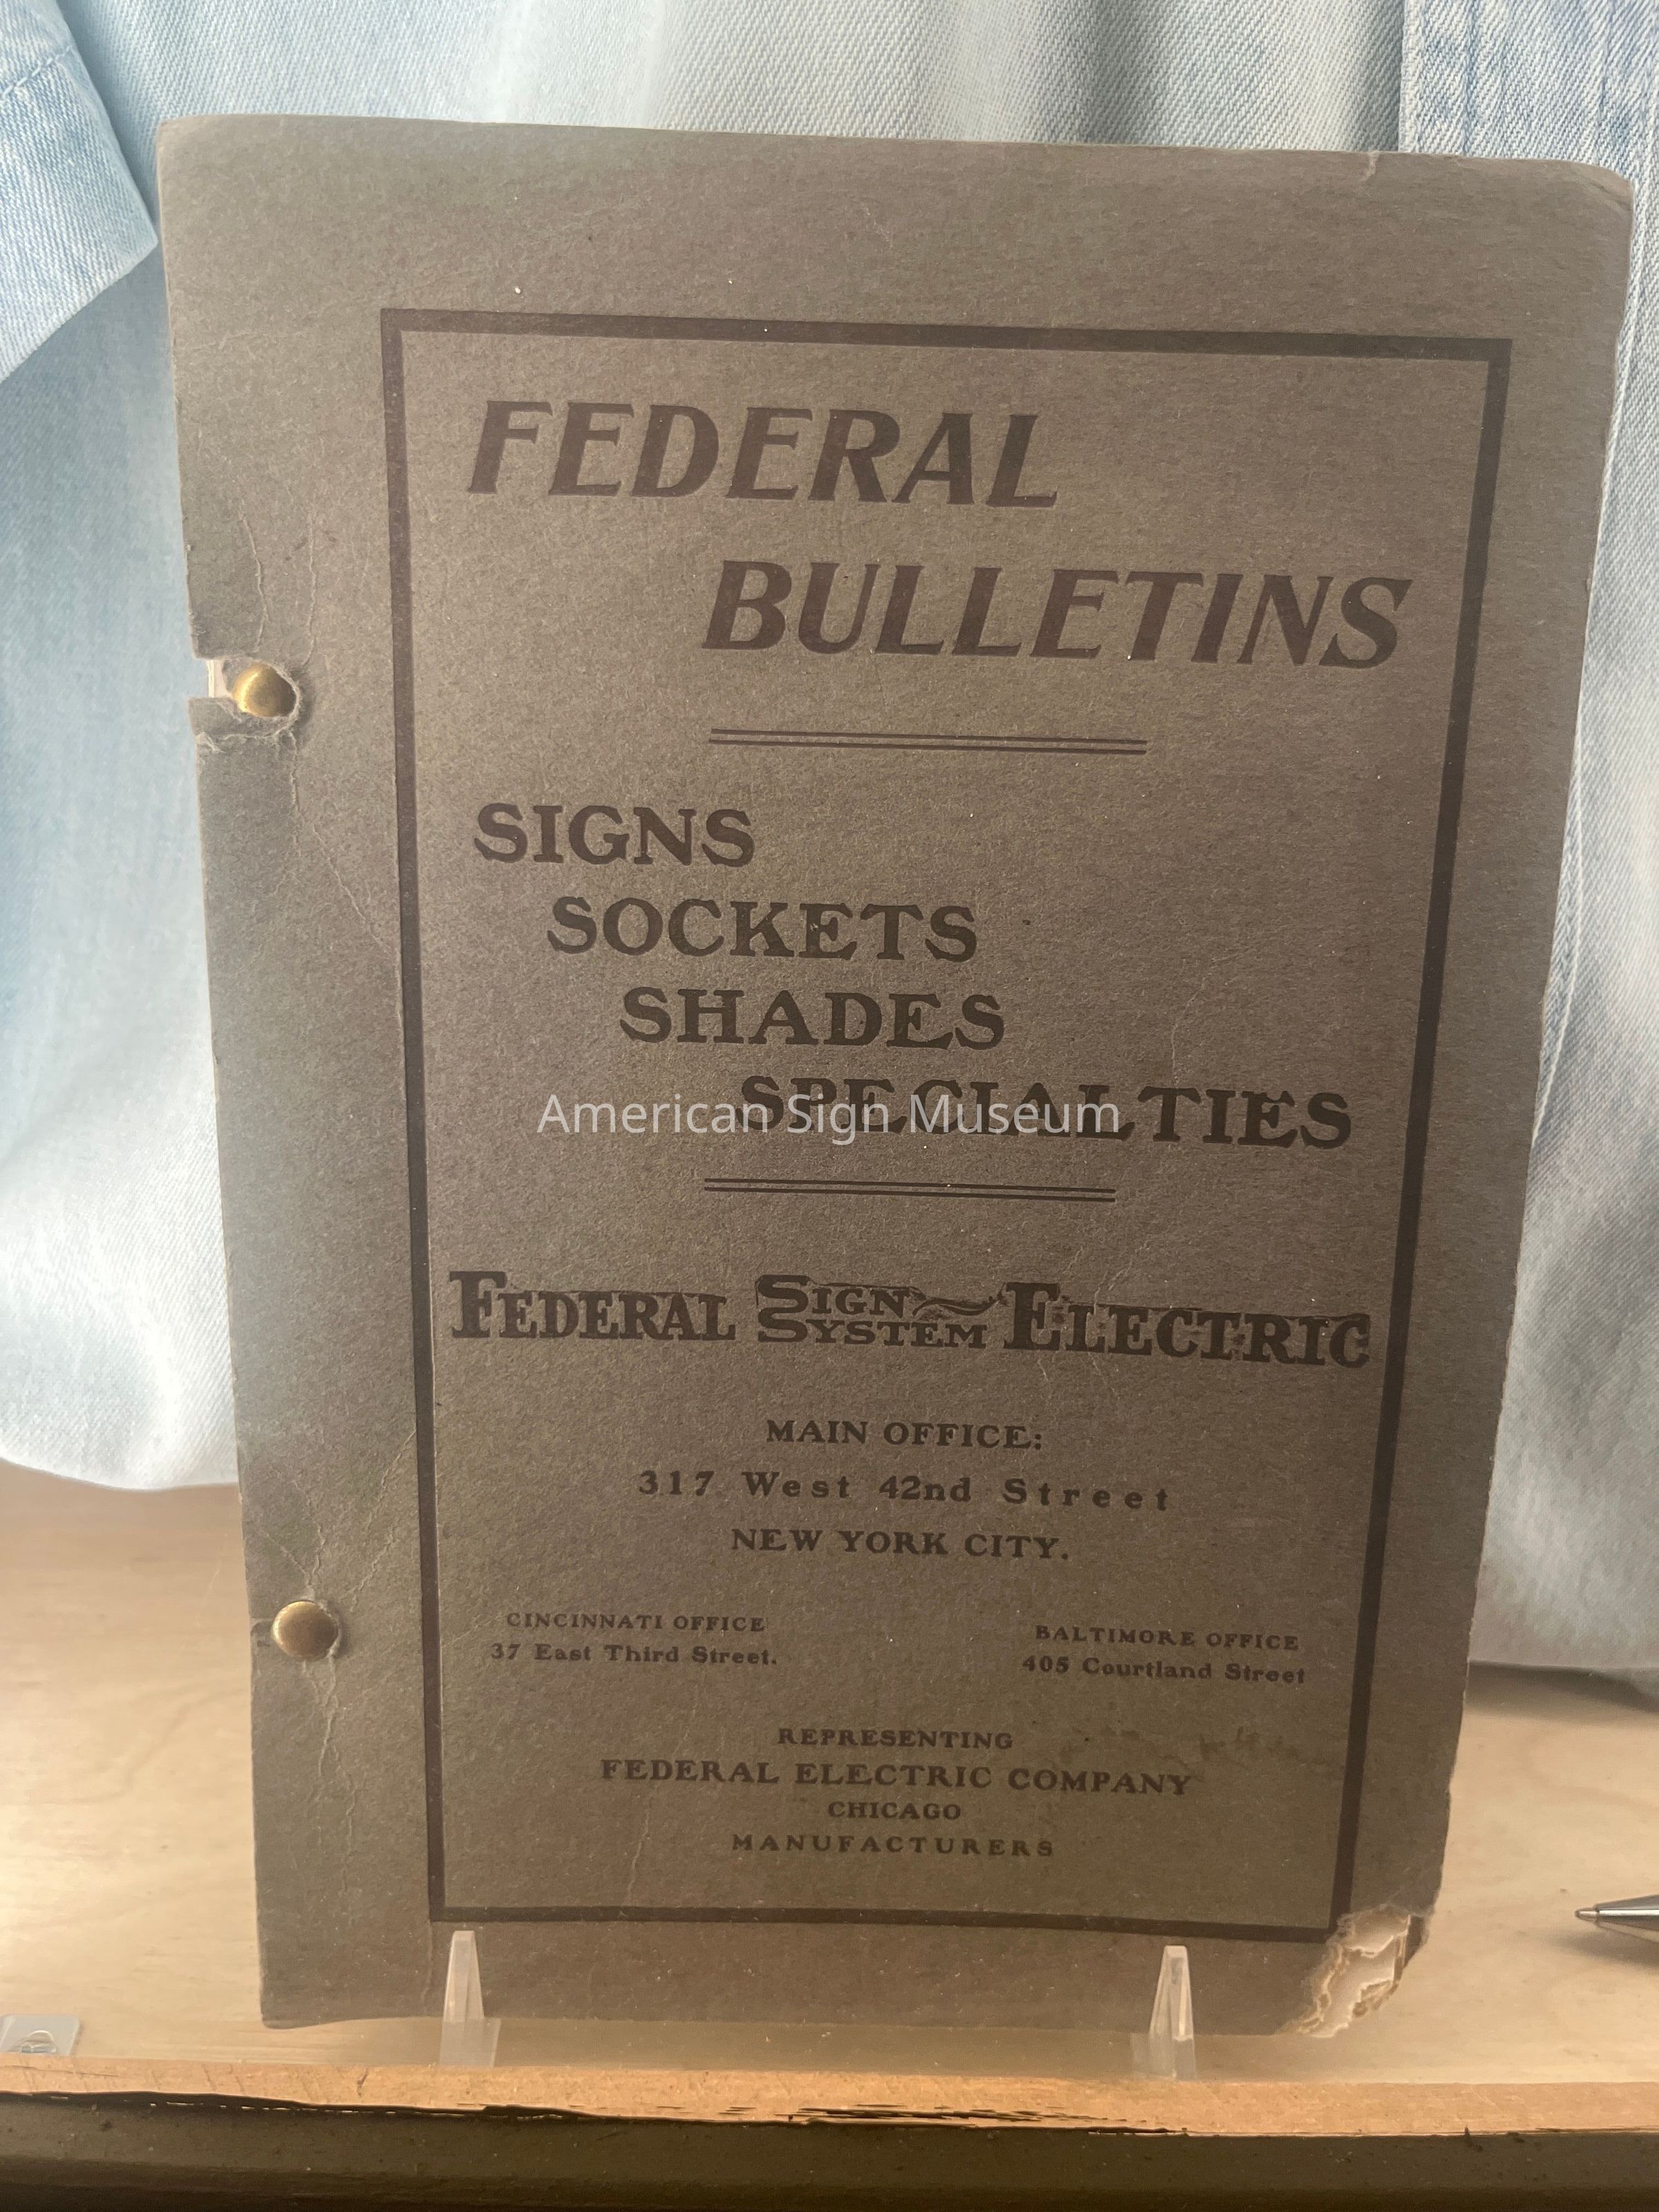 FEDERAL
BULLETINS
SIGNS
SOCKETS
SHADES
SPECIALTIES
American Sign Museum
FEDERAL SIGN SYSTEM ELECTRIC
MAIN OFFICE:
317 West 42nd Street
NEW YORK CITY.
CINCINNATI OFFICE
37 East Third Street.
BALTIMORE OFFICE
405 Courtland Street
REPRESENTING
FEDERAL ELECTRIC COMPANY
CHICAGO
MANUFACTURERS